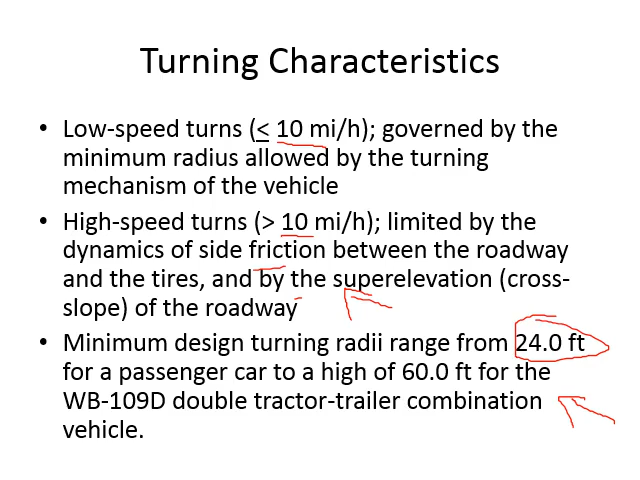 Turning Characteristics
• Low-speed turns (≤ 10 mi/h); governed by the
minimum radius allowed by the turning
mechanism of the vehicle
• High-speed turns (> 10 mi/h); limited by the
dynamics of side friction between the roadway
and the tires, and by the superelevation (cross-
slope) of the roadway
• Minimum design turning radii range from 24.0 ft
for a passenger car to a high of 60.0 ft for the
WB-109D double tractor-trailer combination
vehicle.